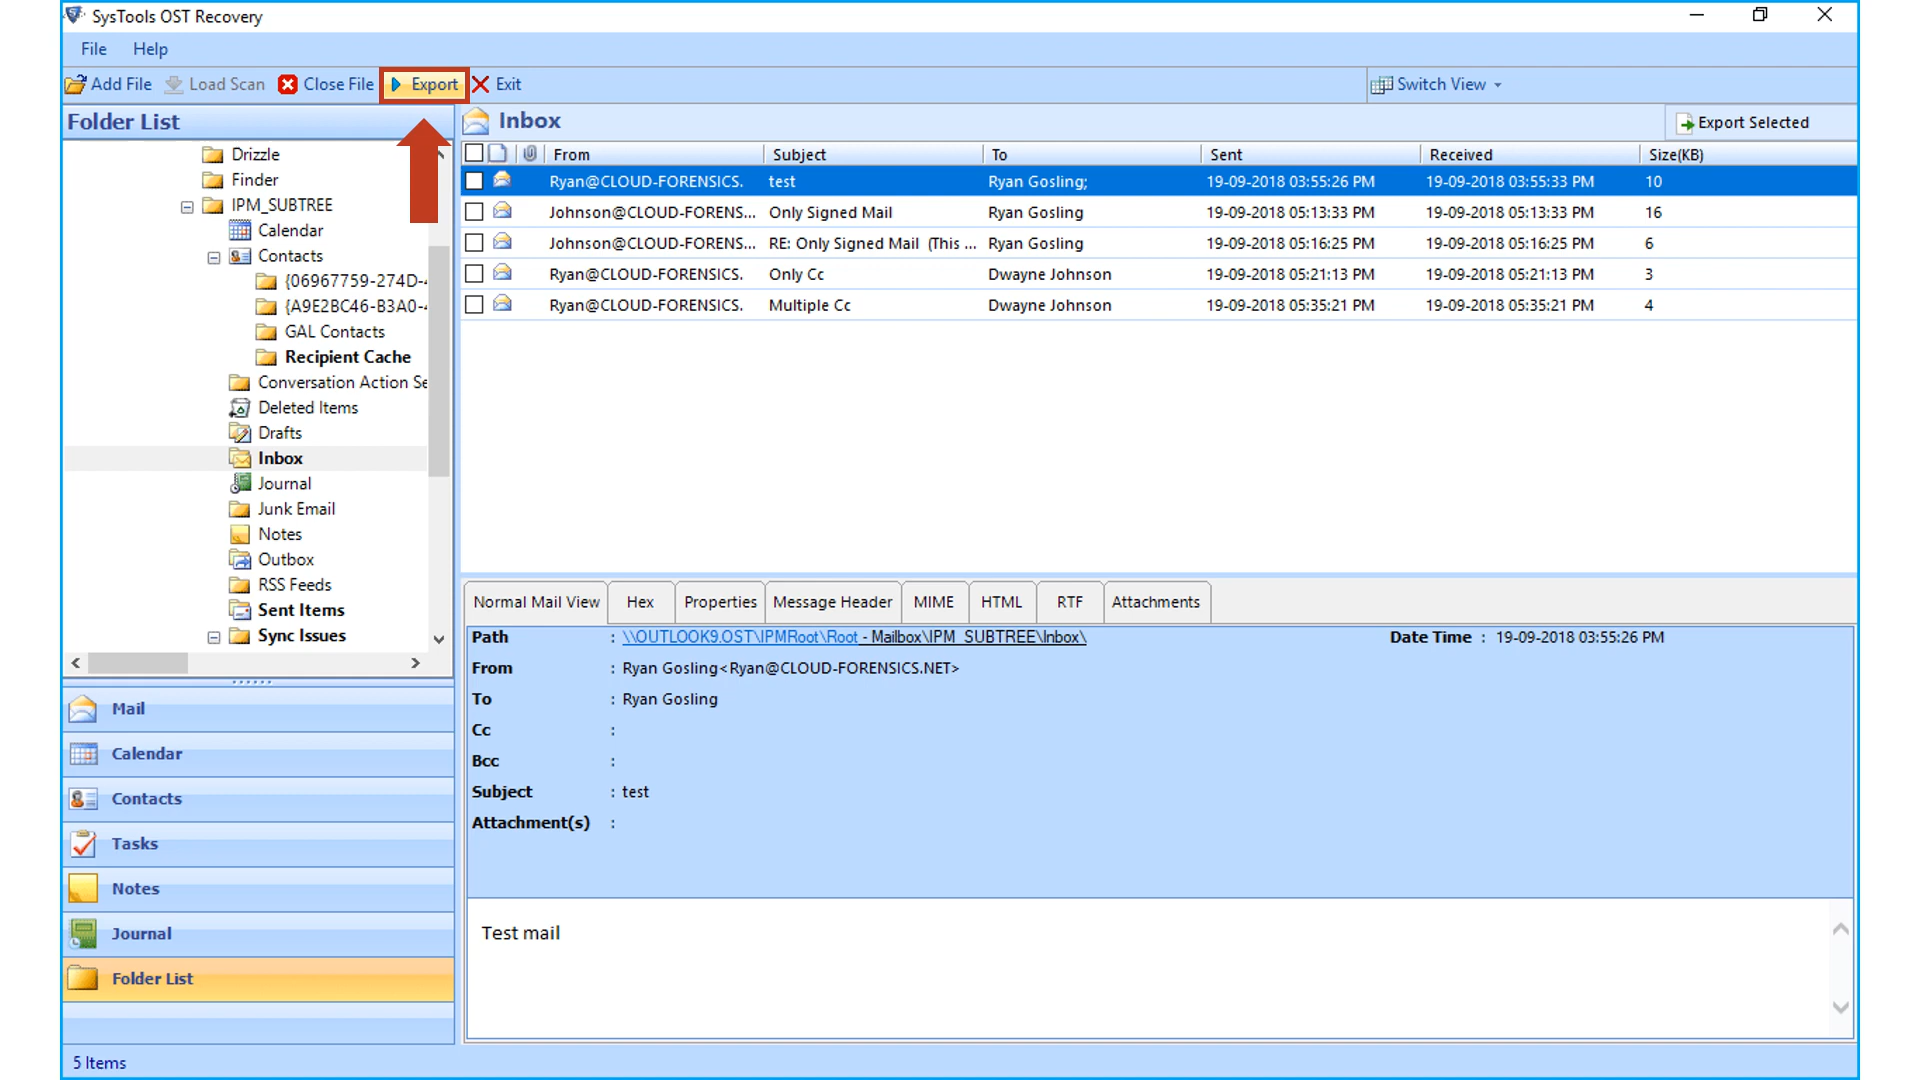 SysTools OST Recovery
File Help
Add File Load Scan Close File Export Exit Switch View
Folder List
Drizzle
Finder
IPM_SUBTREE
Calendar
Contacts
{06967759-274D-4
{A9E2BC46-B3A0-4
GAL Contacts
Recipient Cache
Conversation Action Se
Deleted Items
Drafts
Inbox
Journal
Junk Email
Notes
Outbox
RSS Feeds
Sent Items
Sync Issues
Mail
Calendar
Contacts
Tasks
Notes
Journal
Folder List
5 Items
Inbox Export Selected
From Subject To Sent Received Size(KB)
Ryan@CLOUD-FORENSICS. test Ryan Gosling; 19-09-2018 03:55:26 PM 19-09-2018 03:55:33 PM 10
Johnson@CLOUD-FORENS... Only Signed Mail Ryan Gosling 19-09-2018 05:13:33 PM 19-09-2018 05:13:33 PM 16
Johnson@CLOUD-FORENS... RE: Only Signed Mail (This ... Ryan Gosling 19-09-2018 05:16:25 PM 19-09-2018 05:16:25 PM 6
Ryan@CLOUD-FORENSICS. Only Cc Dwayne Johnson 19-09-2018 05:21:13 PM 19-09-2018 05:21:13 PM 3
Ryan@CLOUD-FORENSICS. Multiple Cc Dwayne Johnson 19-09-2018 05:35:21 PM 19-09-2018 05:35:21 PM 4
Normal Mail View Hex Properties Message Header MIME HTML RTF Attachments
Path : \\OUTLOOK9.OST\IPMRoot\Root - Mailbox\IPM_SUBTREE\Inbox\ Date Time : 19-09-2018 03:55:26 PM
From : Ryan Gosling<Ryan@CLOUD-FORENSICS.NET>
To : Ryan Gosling
Cc :
Bcc :
Subject : test
Attachment(s) :
Test mail